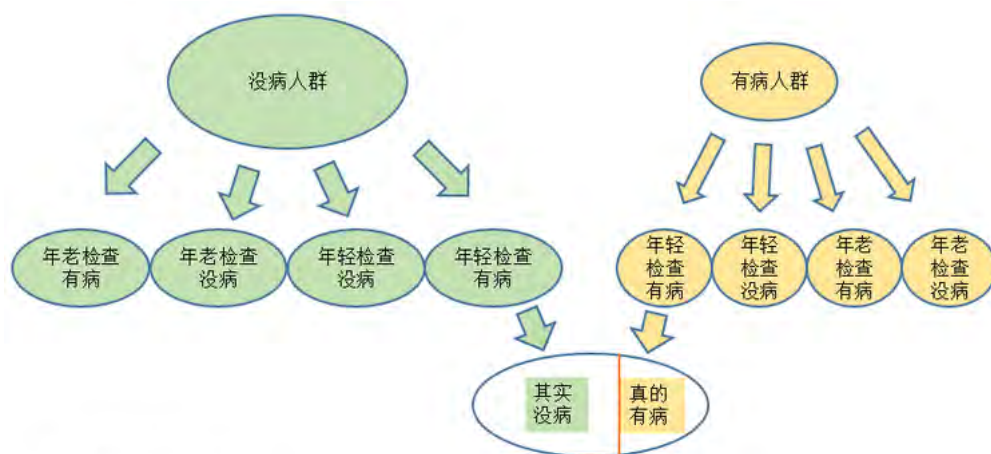 没病人群
有病人群
年老检查
有病
年老检查
没病
年轻检查
没病
年轻检查
有病
年轻
检查
有病
年轻
检查
没病
年老
检查
有病
年老
检查
没病
其实
没病
真的
有病